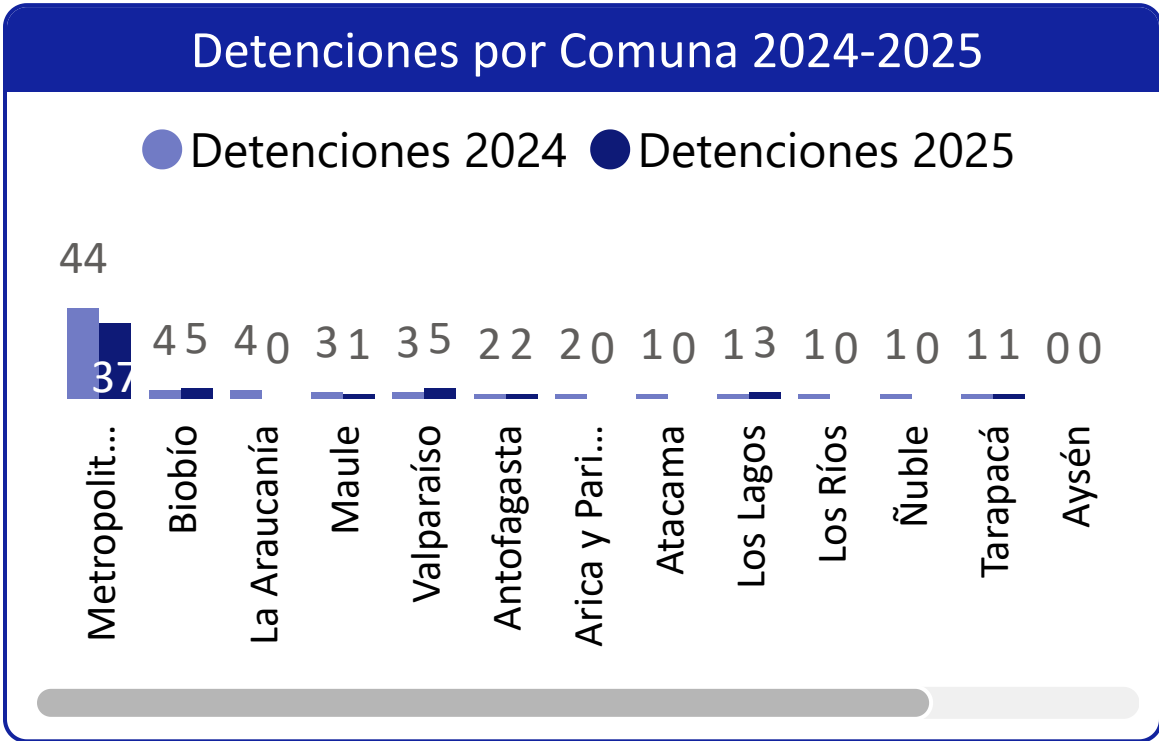 Detenciones por Comuna 2024-2025
Detenciones 2024 Detenciones 2025
44 37 4 5 4 0 3 1 3 5 2 2 2 0 1 0 1 3 1 0 1 0 1 1 0 0
Metropolit...
Biobío
La Araucanía
Maule
Valparaíso
Antofagasta
Arica y Pari...
Atacama
Los Lagos
Los Ríos
Ñuble
Tarapacá
Aysén